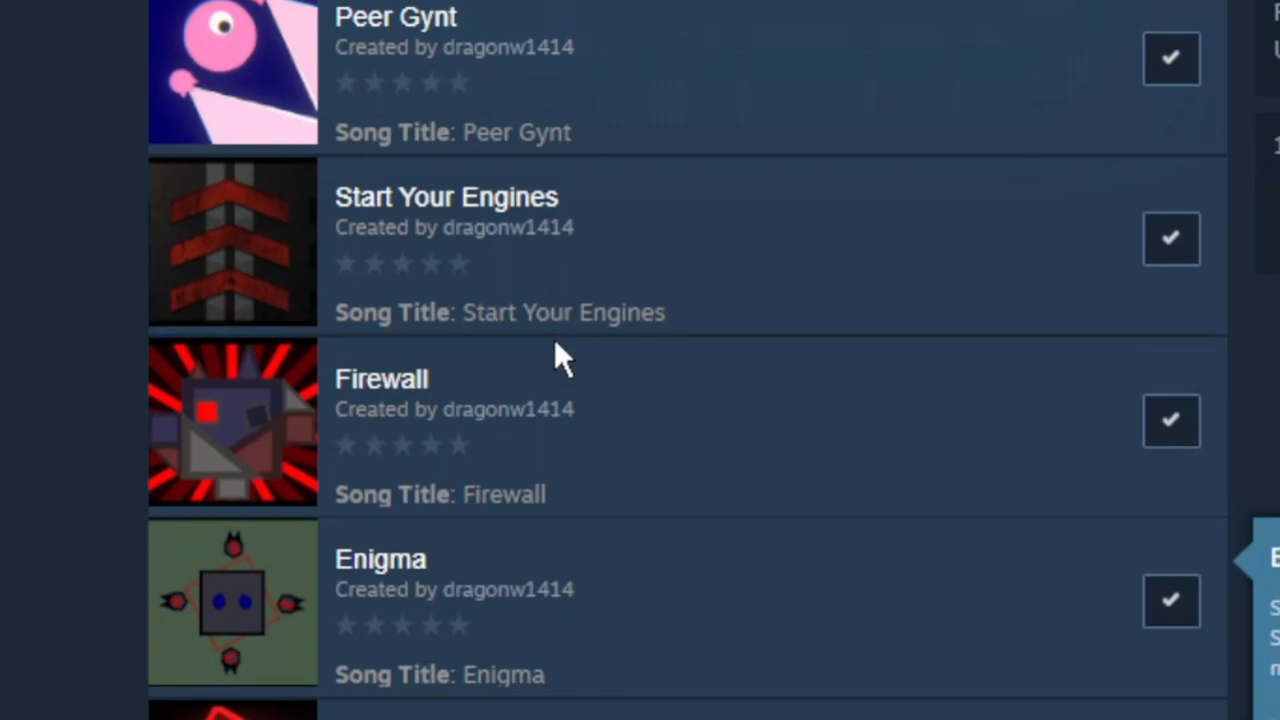 Peer Gynt
Created by dragonw1414
Song Title: Peer Gynt
Start Your Engines
Created by dragonw1414
Song Title: Start Your Engines
Firewall
Created by dragonw1414
Song Title: Firewall
Enigma
Created by dragonw1414
Song Title: Enigma